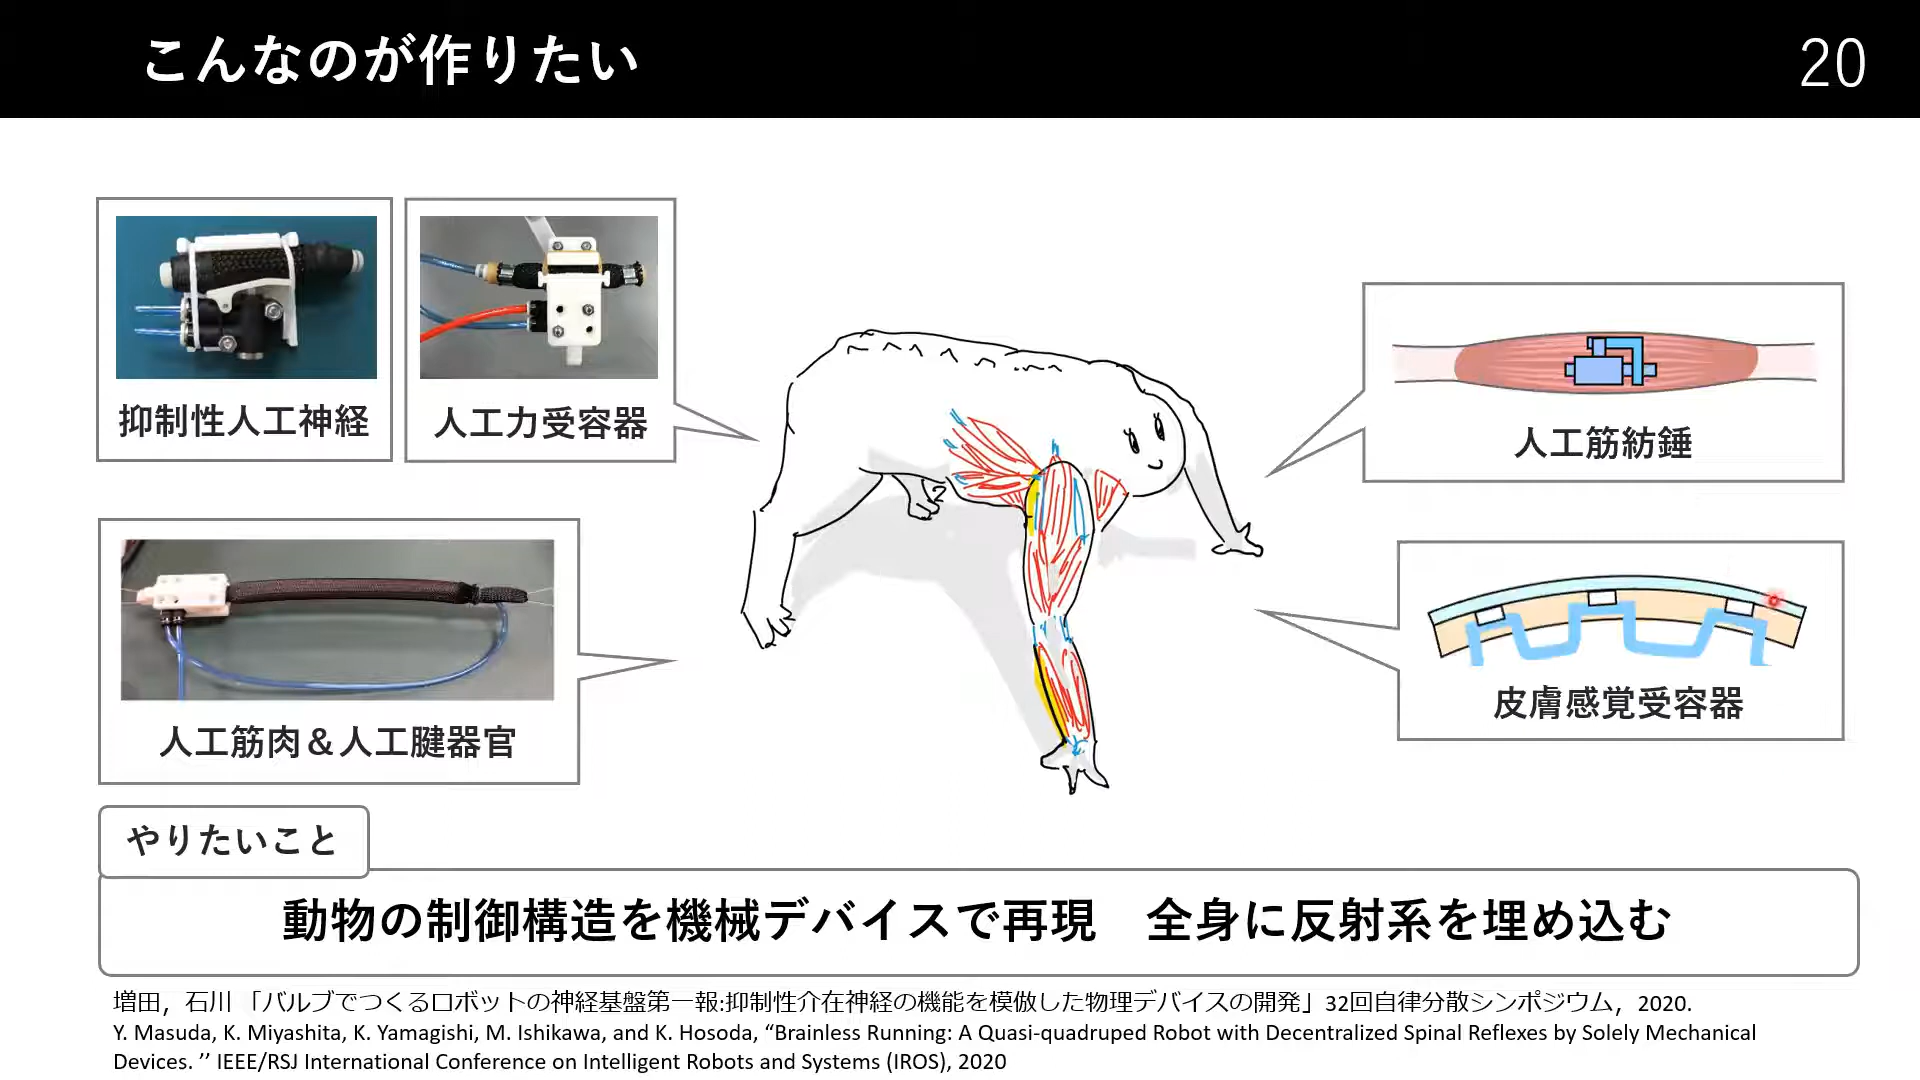 こんなのが作りたい
20
抑制性人工神経
人工力受容器
人工筋紡錘
人工筋肉＆人工腱器官
皮膚感覚受容器
やりたいこと
動物の制御構造を機械デバイスで再現　全身に反射系を埋め込む
増田，石川 「バルブでつくるロボットの神経基盤第一報:抑制性介在神経の機能を模倣した物理デバイスの開発」32回自律分散シンポジウム，2020.
Y. Masuda, K. Miyashita, K. Yamagishi, M. Ishikawa, and K. Hosoda, “Brainless Running: A Quasi-quadruped Robot with Decentralized Spinal Reflexes by Solely Mechanical
Devices. ’’ IEEE/RSJ International Conference on Intelligent Robots and Systems (IROS), 2020